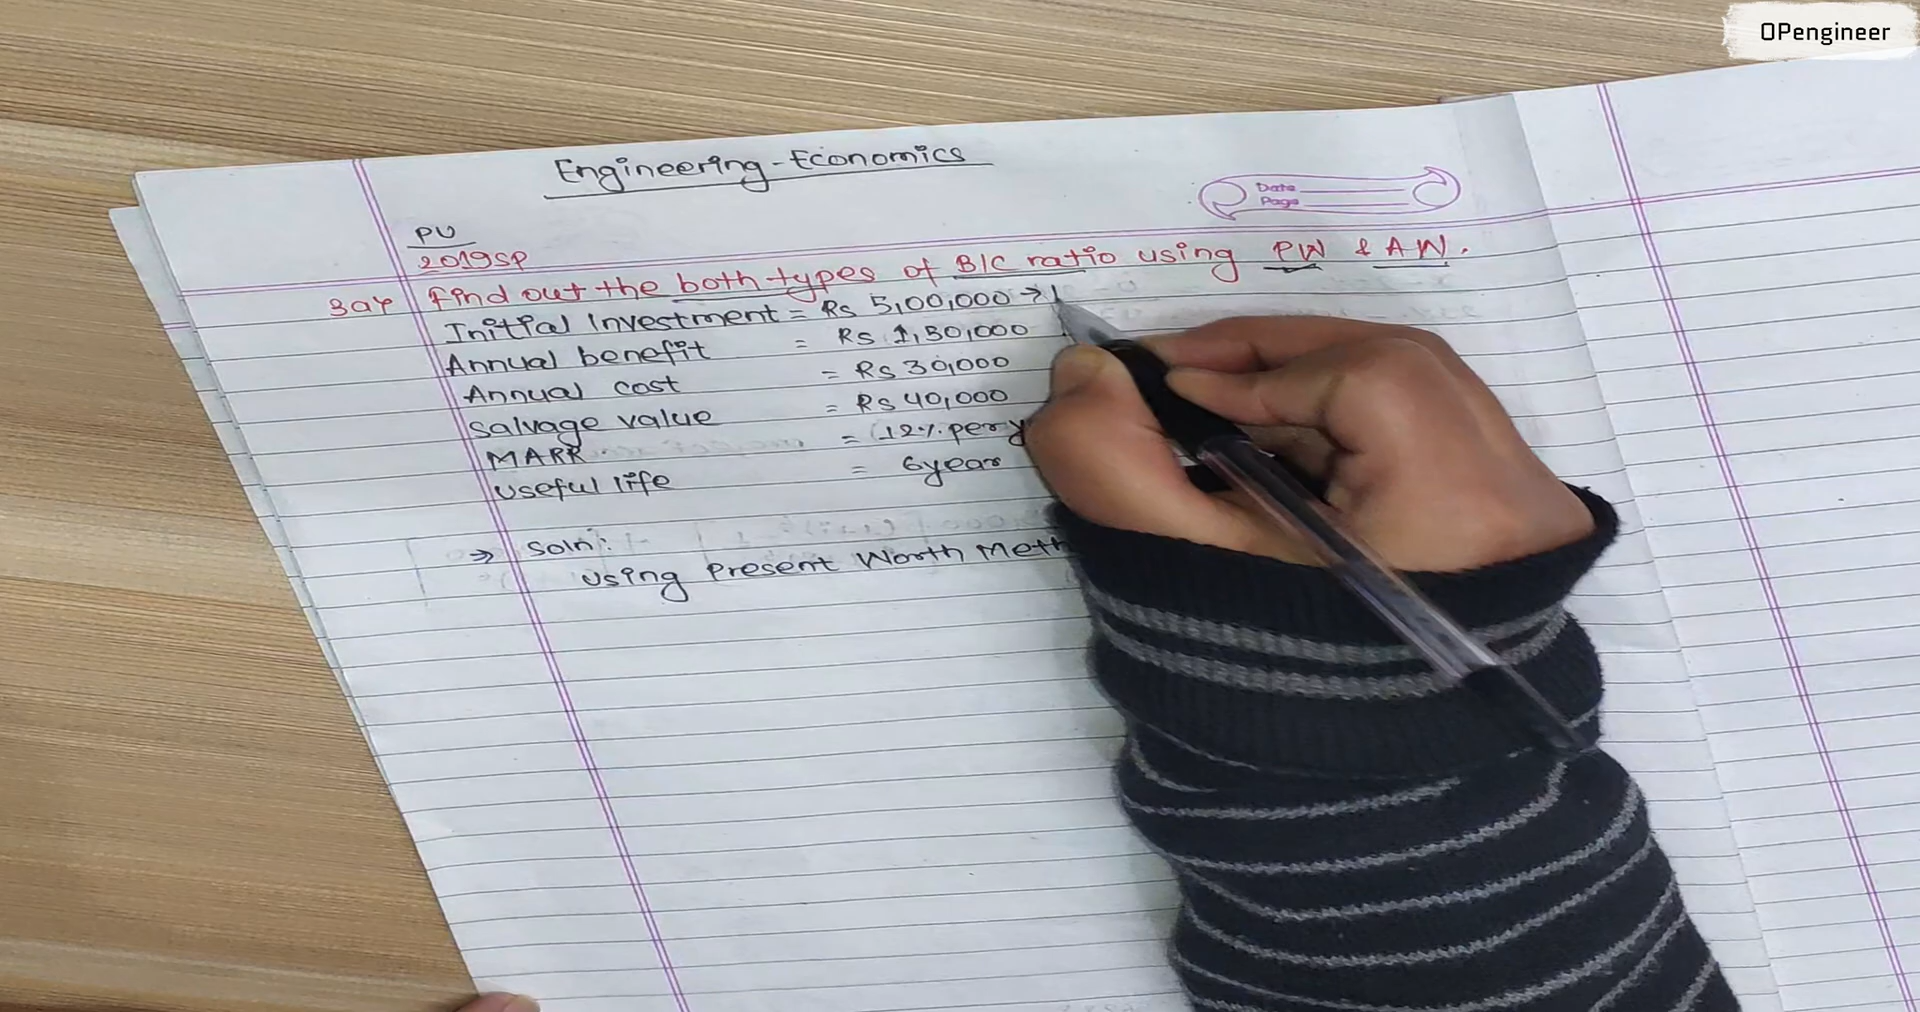 OPengineer
Engineering-Economics
Date
Page
PU
2019SP
3a) Find out the both types of B/C ratio using PW & AW.
Initial Investment = Rs 5,00,000 →
Annual benefit = Rs 1,30,000
Annual cost = Rs 30,000
Salvage value = Rs 40,000
MARR = 12% per
useful life = 6year
⇒ Soln:
using Present Worth